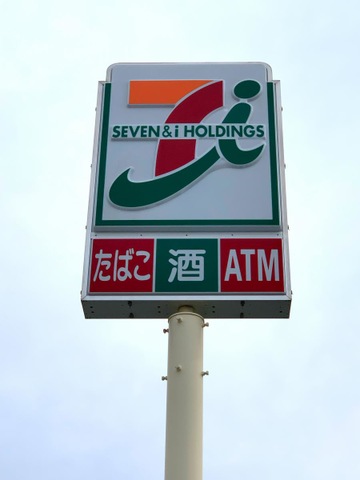 SEVEN & i HOLDINGS
たばこ 酒 ATM